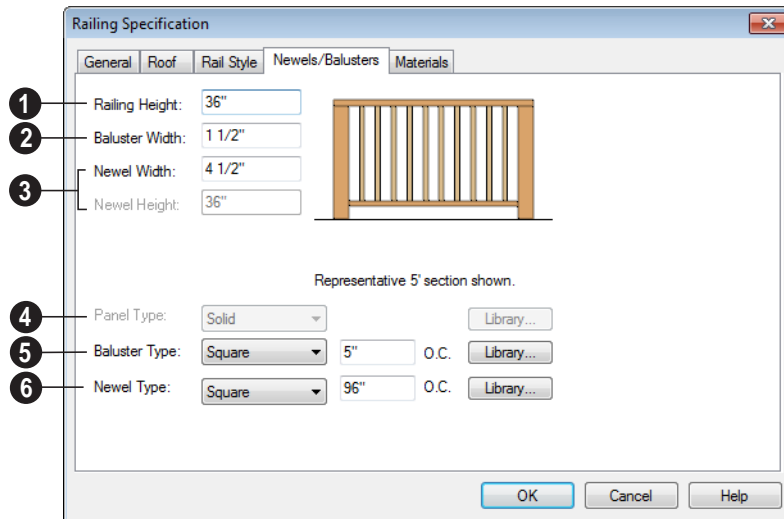 Railing Specification
General Roof Rail Style Newels/Balusters Materials
1 Railing Height: 36"
2 Baluster Width: 1 1/2"
3 Newel Width: 4 1/2"
Newel Height: 36"
Representative 5' section shown.
4 Panel Type: Solid Library...
5 Baluster Type: Square 5" O.C. Library...
6 Newel Type: Square 96" O.C. Library...
OK Cancel Help